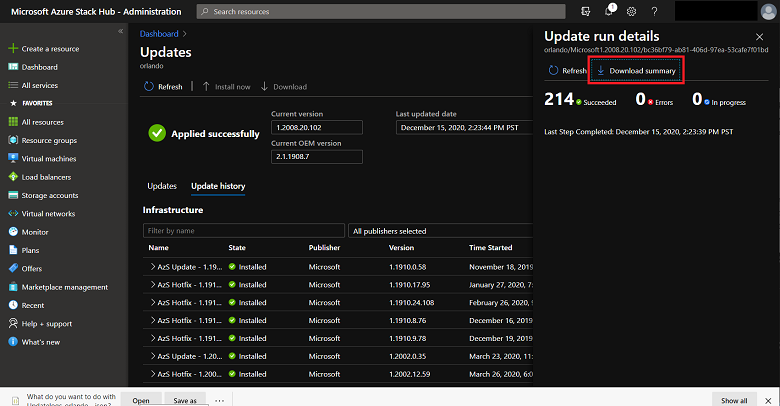 Microsoft Azure Stack Hub - Administration
Search resources
1
«
Create a resource
Dashboard
All services
FAVORITES
All resources
Resource groups
Virtual machines
Load balancers
Storage accounts
Virtual networks
Monitor
Plans
Offers
Marketplace management
Recent
Help + support
What's new
Dashboard >
Updates
orlando
Refresh
Install now
Download
Applied successfully
Current version
1.2008.20.102
Current OEM version
2.1.1908.7
Last updated date
December 15, 2020, 2:23:44 PM PST
Updates
Update history
Infrastructure
Filter by name
All publishers selected
Name State Publisher Version Time Started
AzS Update - 1.19... Installed Microsoft 1.1910.0.58 November 18, 2019
AzS Hotfix - 1.191... Installed Microsoft 1.1910.17.95 January 27, 2020, 7:
AzS Hotfix - 1.191... Installed Microsoft 1.1910.24.108 February 26, 2020,
AzS Hotfix - 1.191... Installed Microsoft 1.1910.8.76 December 16, 2019
AzS Hotfix - 1.191... Installed Microsoft 1.1910.9.78 December 19, 2019
AzS Update - 1.20... Installed Microsoft 1.2002.0.35 March 23, 2020, 11:
AzS Hotfix - 1.200... Installed Microsoft 1.2002.12.59 March 26, 2020, 6:0
Update run details
orlando/Microsoft1.2008.20.102/bc36bf79-ab81-406d-97ea-53cafe7f01bd
Refresh
Download summary
214 Succeeded
0 Errors
0 In progress
Last Step Completed: December 15, 2020, 2:23:39 PM PST
What do you want to do with
Open
Save as
...
Show all